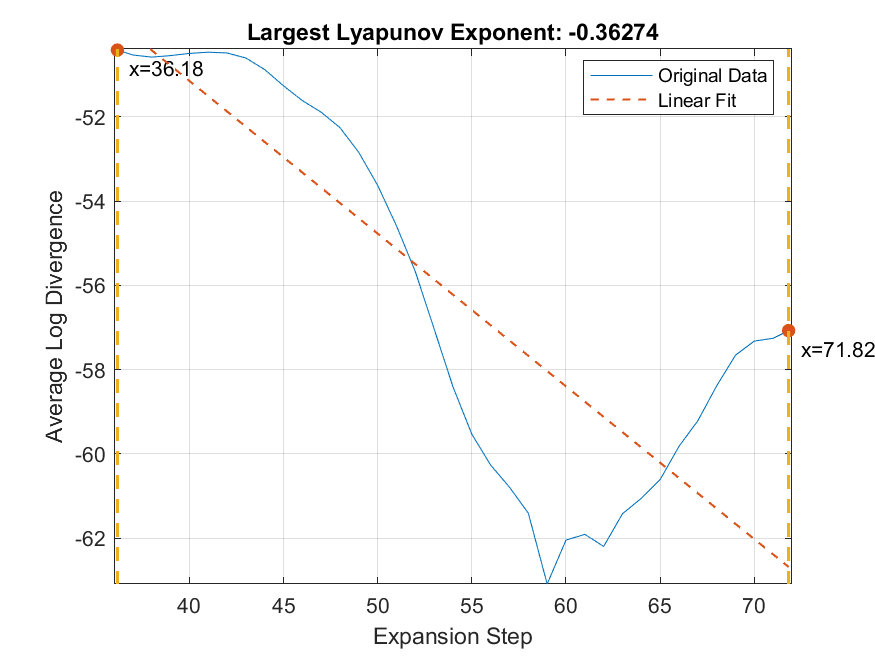 Largest Lyapunov Exponent: -0.36274
x=36.18
Original Data
Linear Fit
-52
-54
-56
-58
-60
-62
Average Log Divergence
x=71.82
40 45 50 55 60 65 70
Expansion Step